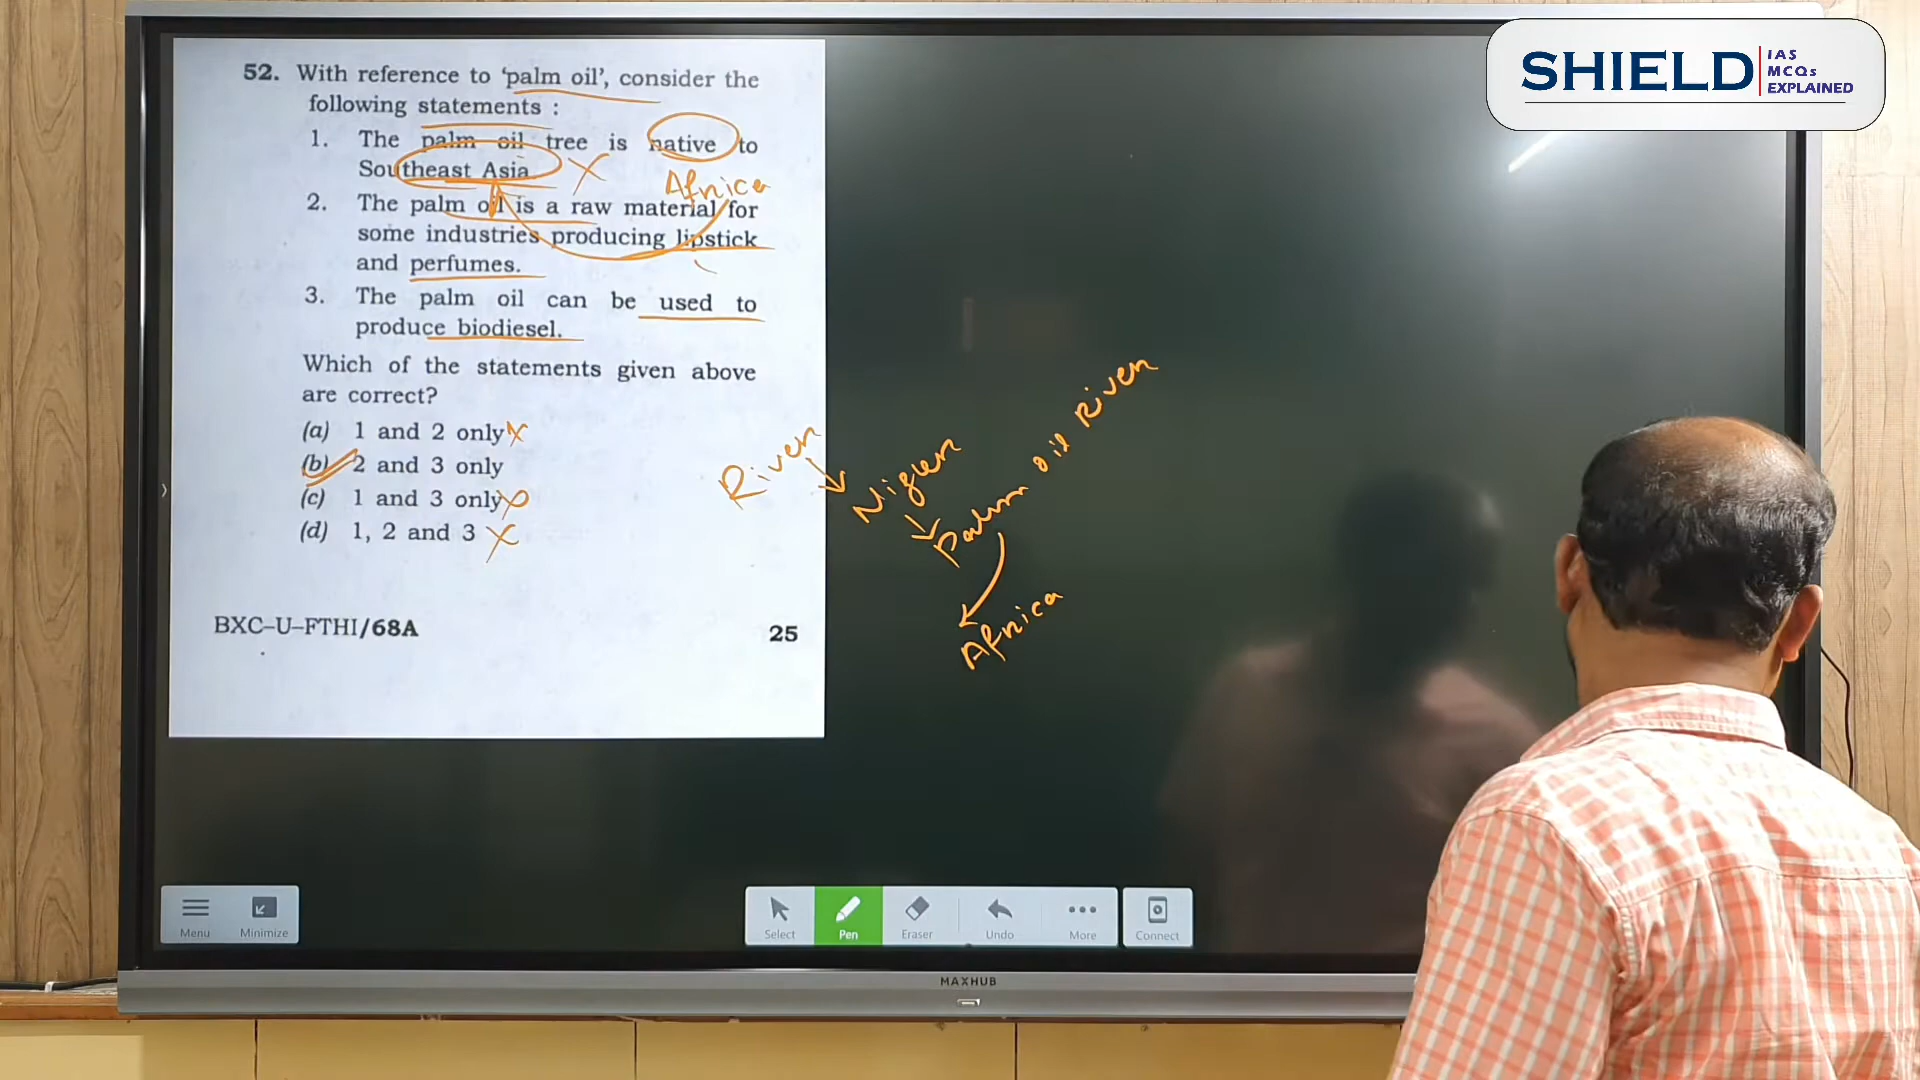 SHIELD
IAS
MCQs
EXPLAINED
52. With reference to ‘palm oil’, consider the
following statements :
1. The palm oil tree is native to
Southeast Asia
Africa
2. The palm oil is a raw material for
some industries producing lipstick
and perfumes.
3. The palm oil can be used to
produce biodiesel.
Which of the statements given above
are correct?
(a) 1 and 2 only
(b) 2 and 3 only
(c) 1 and 3 only
(d) 1, 2 and 3
BXC–U–FTHI/68A
25
River
Niger
Palm oil River
Africa
Menu
Minimize
Select
Pen
Eraser
Undo
More
Connect
MAXHUB